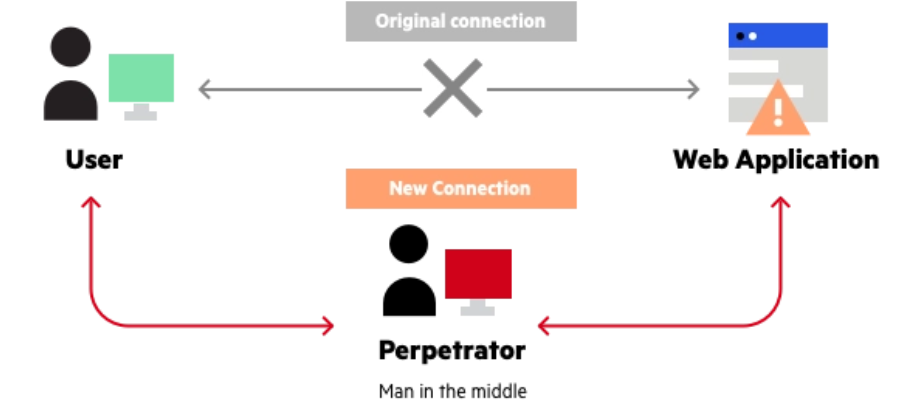 Original connection
User
Web Application
New Connection
Perpetrator
Man in the middle